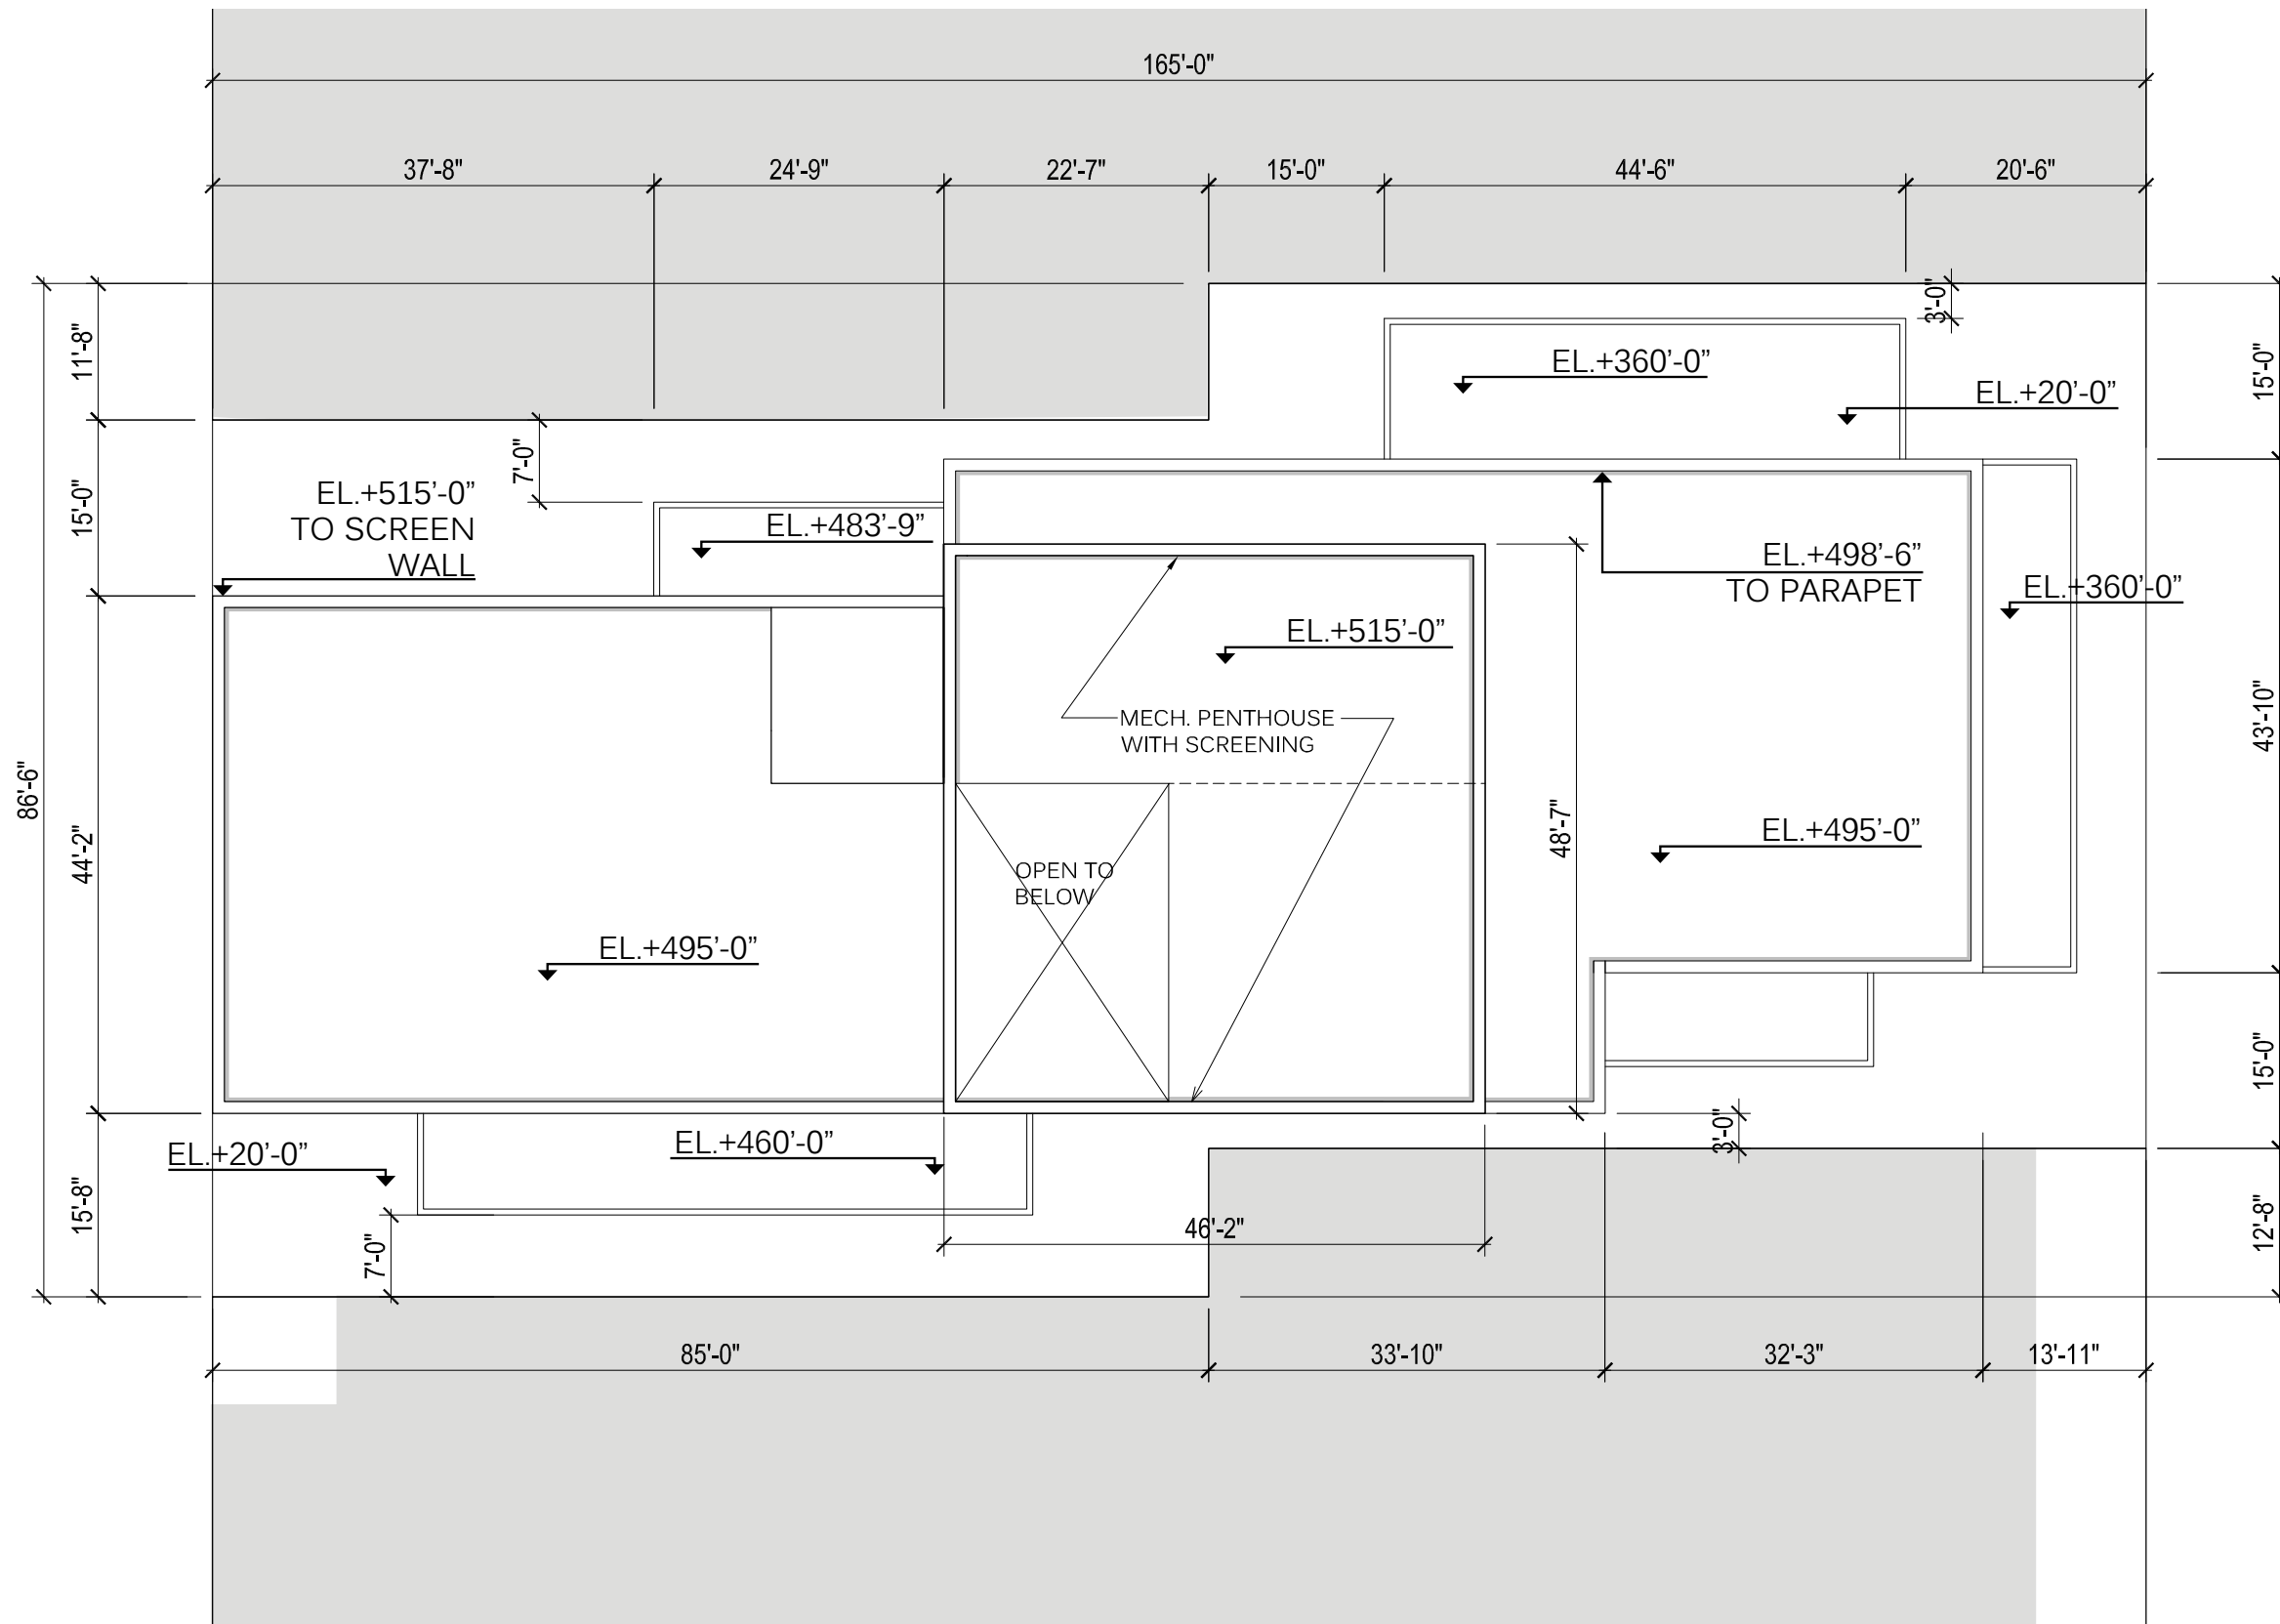 165'-0"
37'-8"
24'-9"
22'-7"
15'-0"
44'-6"
20'-6"
3'-0"
11'-8"
15'-0"
EL.+360’-0”
EL.+20’-0”
7'-0"
15'-0"
EL.+515’-0”
TO SCREEN
WALL
EL.+483’-9”
EL.+498’-6”
TO PARAPET
EL.+360’-0”
EL.+515’-0”
MECH. PENTHOUSE
WITH SCREENING
43'-10"
86'-6"
44'-2"
48'-7"
EL.+495’-0”
OPEN TO
BELOW
EL.+495’-0”
15'-0"
3'-0"
EL.+20’-0”
EL.+460’-0”
15'-8"
7'-0"
46'-2"
12'-8"
85'-0"
33'-10"
32'-3"
13'-11"